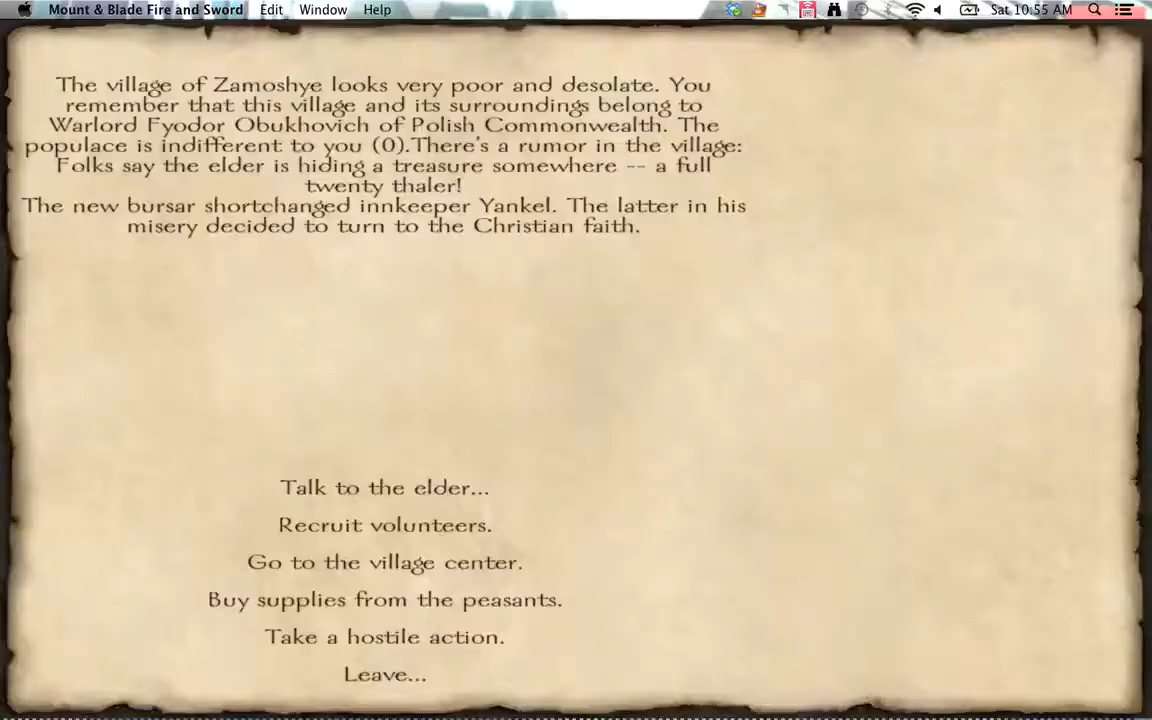 Mount & Blade Fire and Sword Edit Window Help Sat 10:55 AM
The village of Zamoshye looks very poor and desolate. You
remember that this village and its surroundings belong to
Warlord Fyodor Obukhovich of Polish Commonwealth. The
populace is indifferent to you (0).There's a rumor in the village:
Folks say the elder is hiding a treasure somewhere -- a full
twenty thaler!
The new bursar shortchanged innkeeper Yankel. The latter in his
misery decided to turn to the Christian faith.
Talk to the elder...
Recruit volunteers.
Go to the village center.
Buy supplies from the peasants.
Take a hostile action.
Leave...